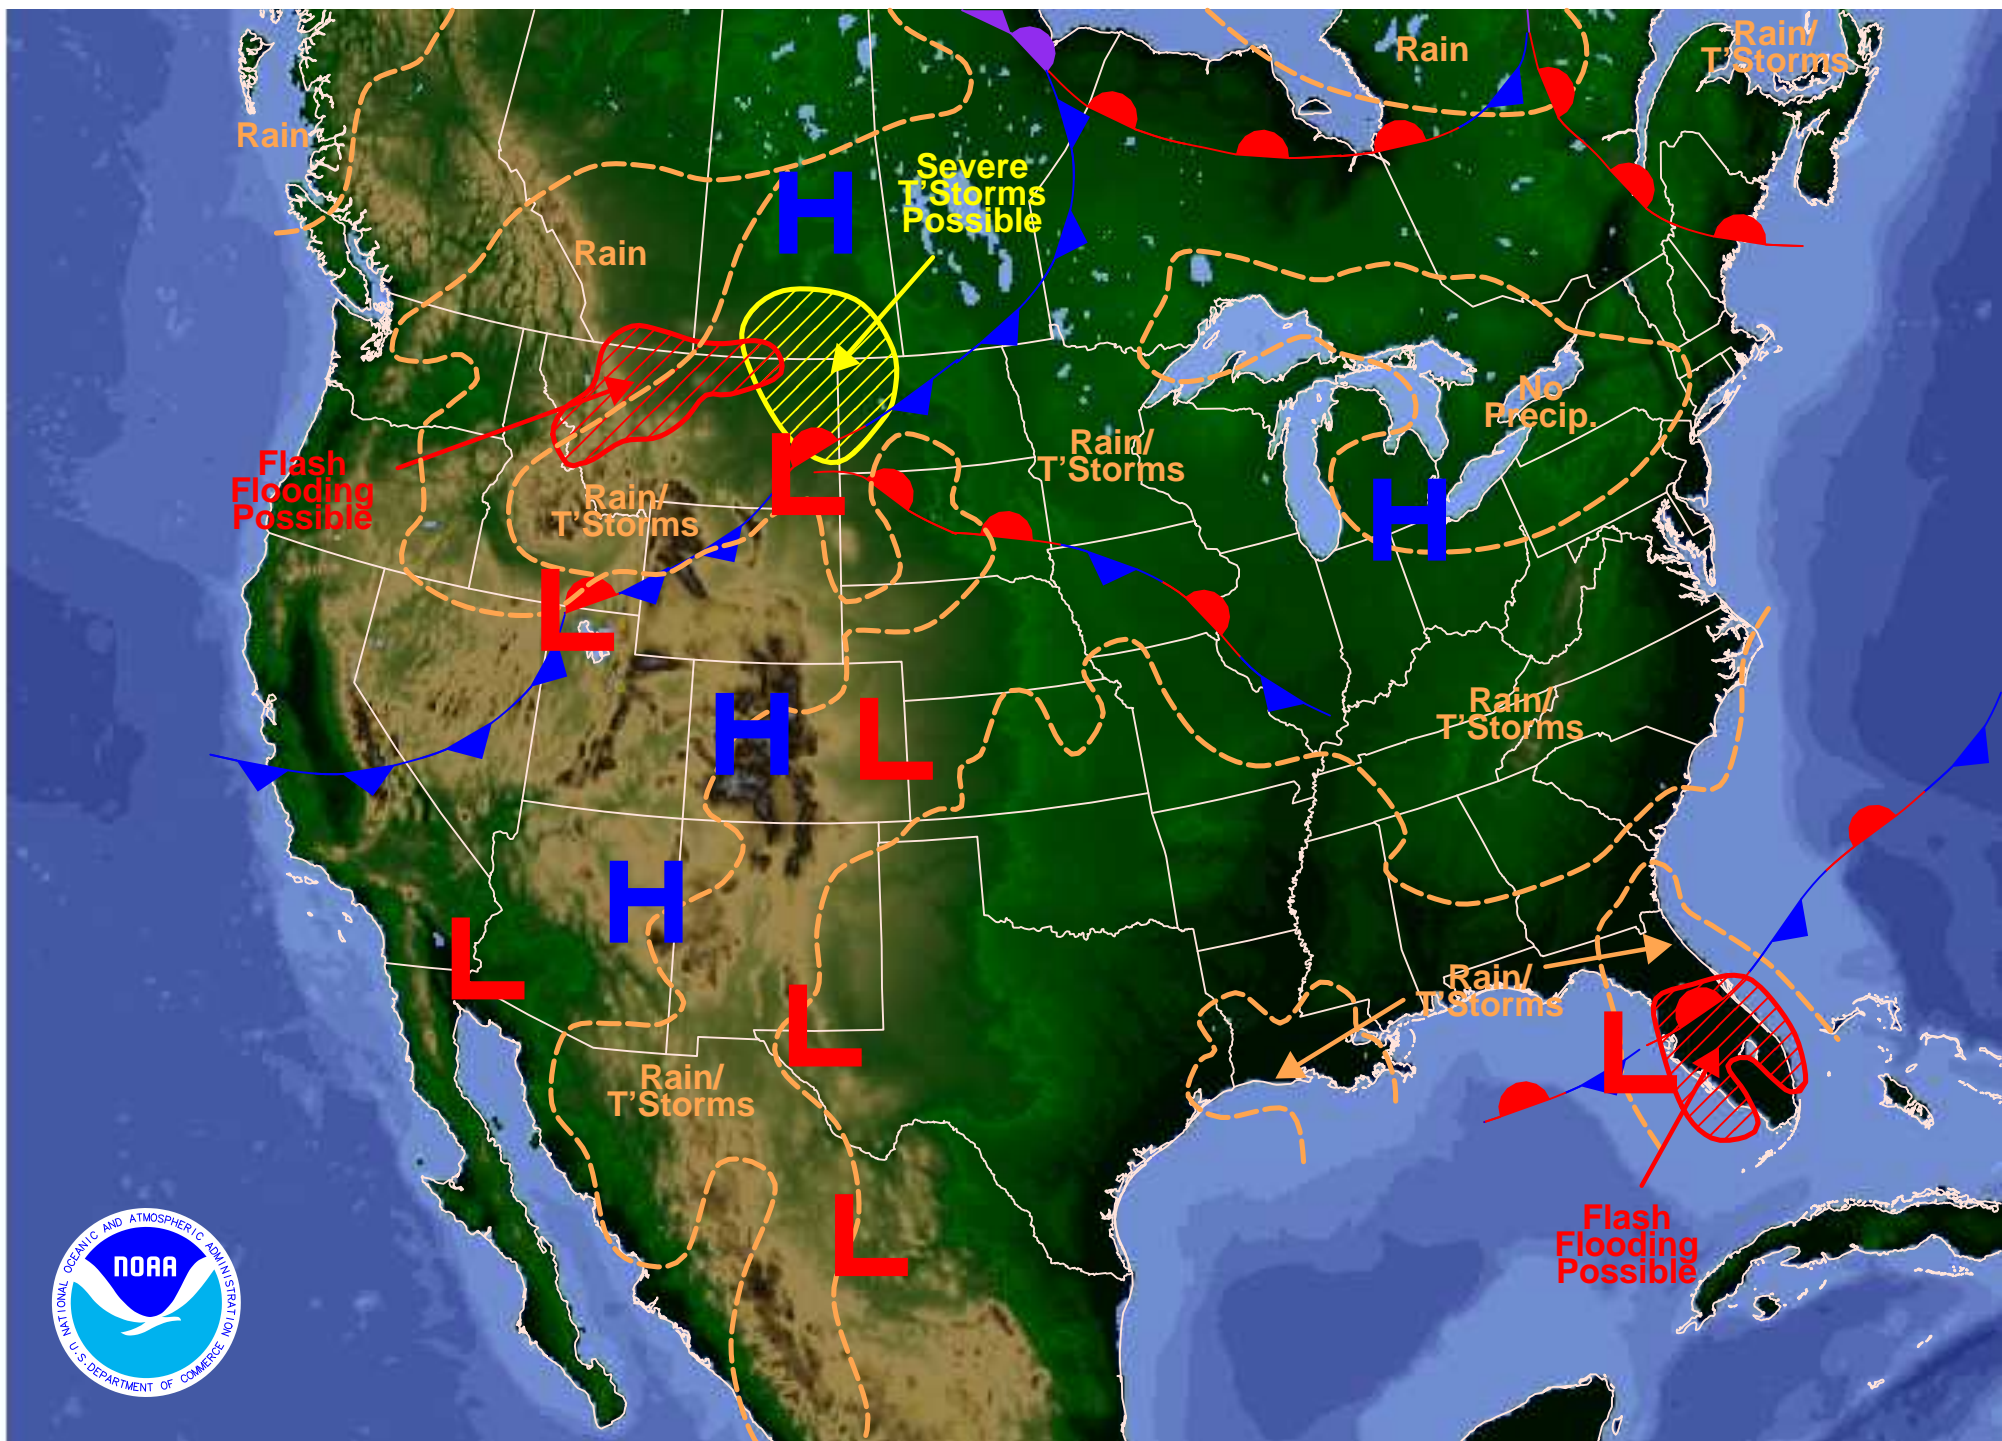 Rain/
T'Storms
Rain
Rain
Severe
T'Storms
Possible
H
Rain
No
Precip.
Rain/
T'Storms
Flash
Flooding
Possible
Rain/
T'Storms
L
H
L
Rain/
T'Storms
H
L
H
L
Rain/
T'Storms
L
L
Rain/
T'Storms
L
Flash
Flooding
Possible
NATIONAL OCEANIC AND ATMOSPHERIC ADMINISTRATION
NOAA
U.S. DEPARTMENT OF COMMERCE